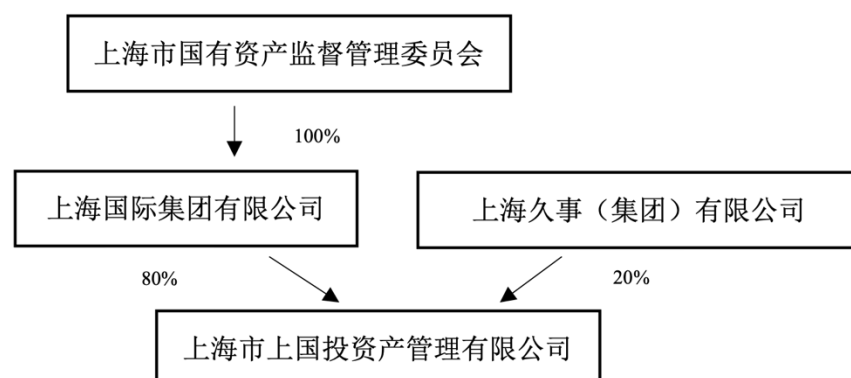 上海市国有资产监督管理委员会
100%
上海国际集团有限公司
上海久事（集团）有限公司
80%
20%
上海市上国投资产管理有限公司